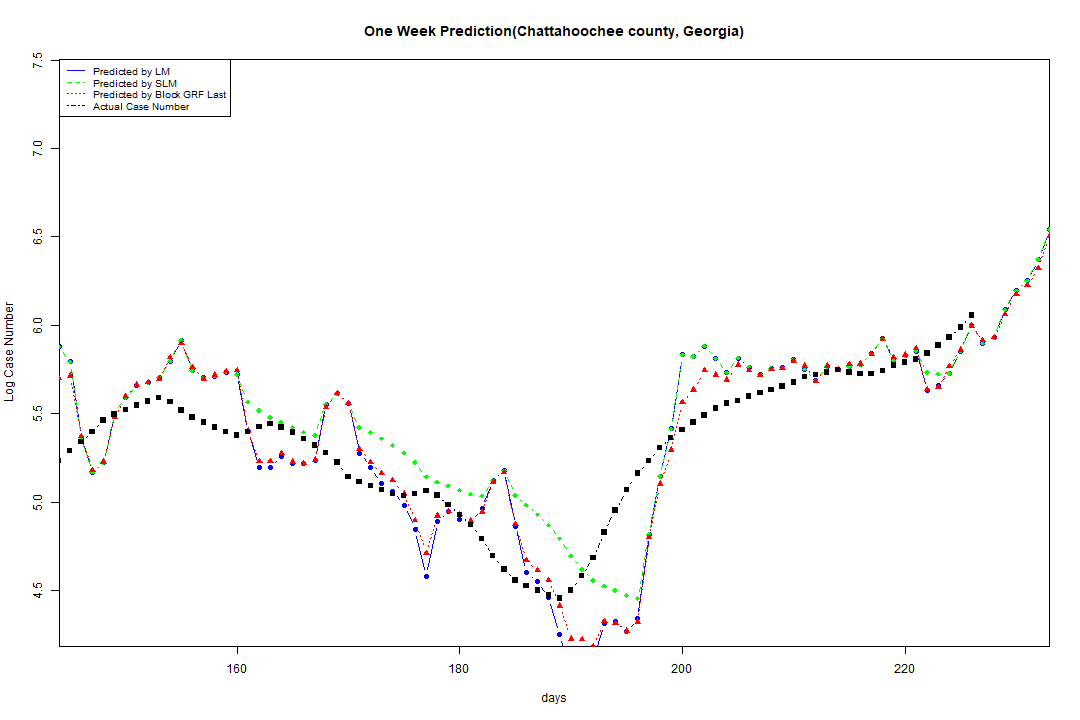 One Week Prediction(Chattahoochee county, Georgia)
7.5
7.0
6.5
6.0
5.5
5.0
4.5
Log Case Number
Predicted by LM
Predicted by SLM
Predicted by Block GRF Last
Actual Case Number
160
180
200
220
days